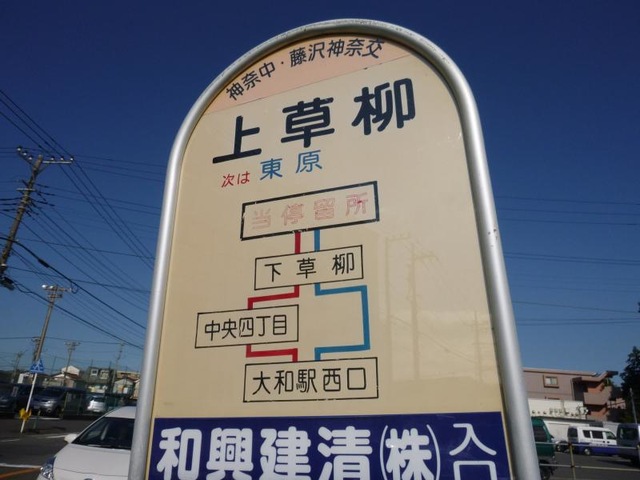 神奈中・藤沢神奈交
上草柳
次は 東原
当停留所
下草柳
中央四丁目
大和駅西口
和興建清(株)入口